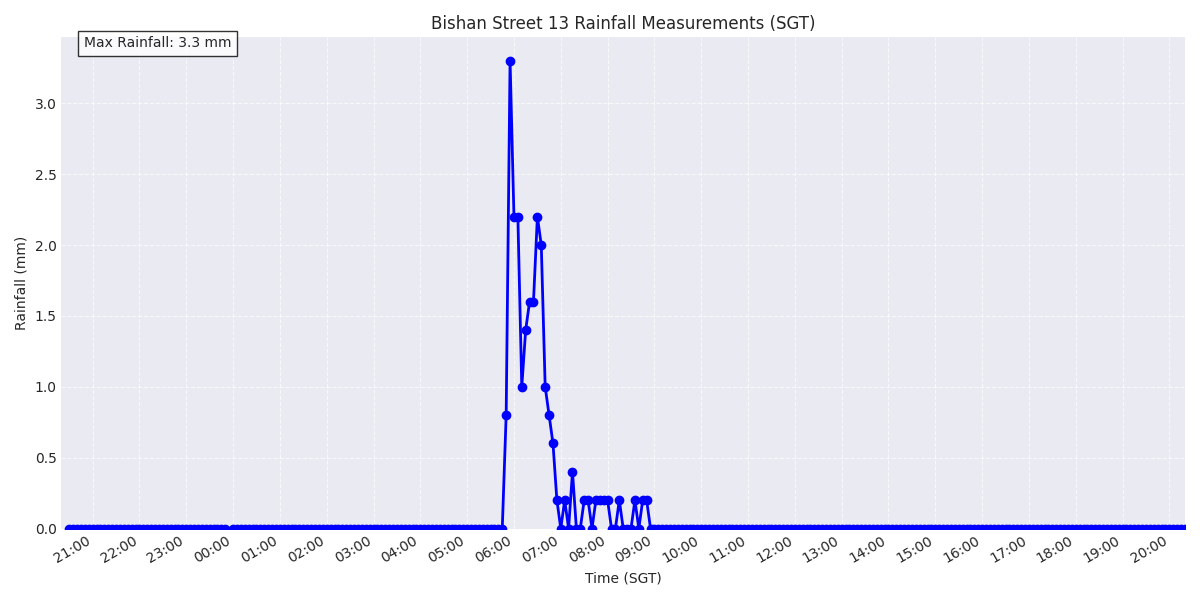 Bishan Street 13 Rainfall Measurements (SGT)
Max Rainfall: 3.3 mm
Rainfall (mm)
3.0
2.5
2.0
1.5
1.0
0.5
0.0
21:00 22:00 23:00 00:00 01:00 02:00 03:00 04:00 05:00 06:00 07:00 08:00 09:00 10:00 11:00 12:00 13:00 14:00 15:00 16:00 17:00 18:00 19:00 20:00
Time (SGT)